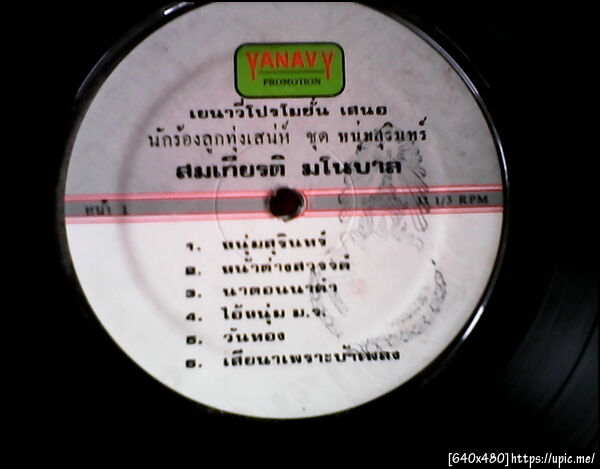 YANAVY
PROMOTION
เยนาวี่โปรโมชั่น เสนอ
นักร้องลูกทุ่งเสน่ห์ ชุด หนุ่มสุรินทร์
สมเกียรติ มโนบาล
หน้า 1
33 1/3 RPM
๑. หนุ่มสุรินทร์
๒. หน้าต่างสวรรค์
๓. นาดอนนาดำ
๔. ไอ้หนุ่ม ม.จ.
๕. วันทอง
๖. เสียนาเพราะบ้าเพลง
[640x480]https://upic.me/